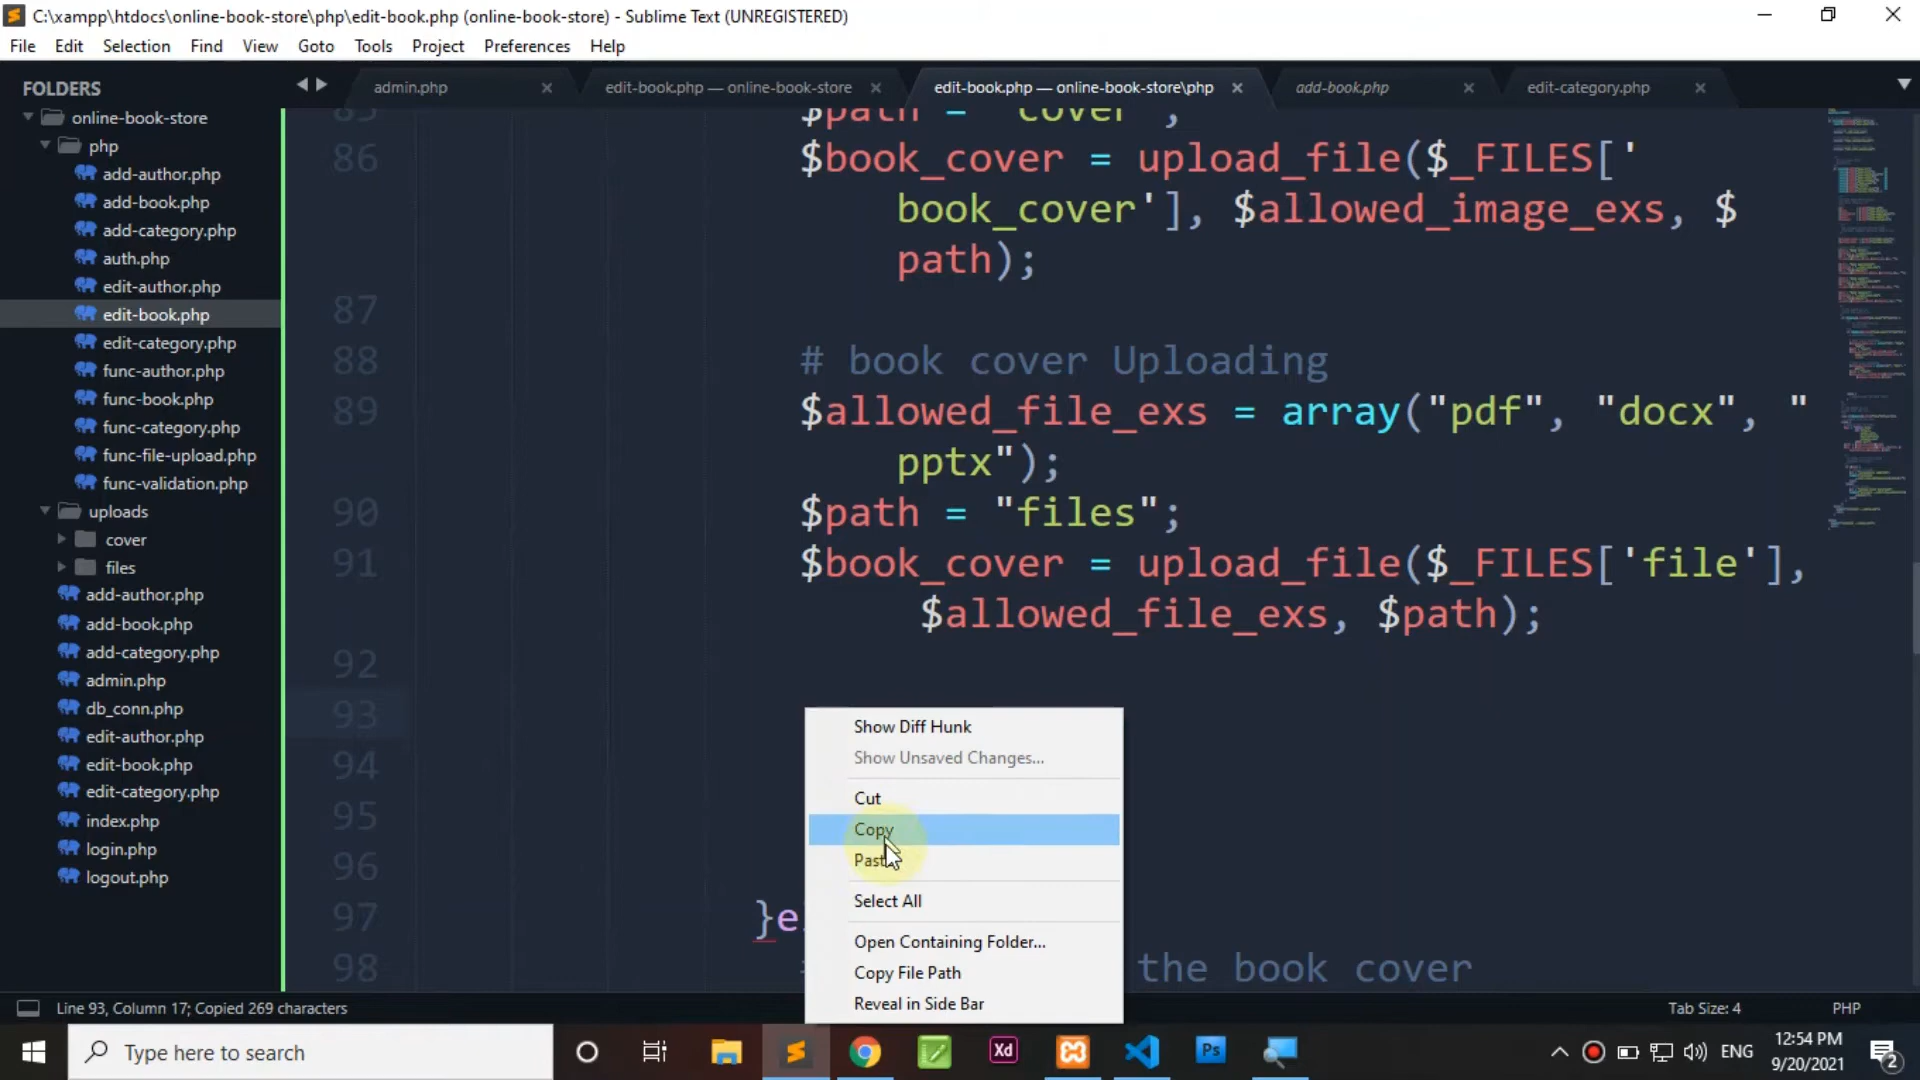 C:\xampp\htdocs\online-book-store\php\edit-book.php (online-book-store) - Sublime Text (UNREGISTERED)
File Edit Selection Find View Goto Tools Project Preferences Help
FOLDERS
online-book-store
php
add-author.php
add-book.php
add-category.php
auth.php
edit-author.php
edit-book.php
edit-category.php
func-author.php
func-book.php
func-category.php
func-file-upload.php
func-validation.php
uploads
cover
files
add-author.php
add-book.php
add-category.php
admin.php
db_conn.php
edit-author.php
edit-book.php
edit-category.php
index.php
login.php
logout.php
admin.php
edit-book.php — online-book-store
edit-book.php — online-book-store\php
add-book.php
edit-category.php
85 $path = "cover";
86 $book_cover = upload_file($_FILES['
book_cover'], $allowed_image_exs, $
path);
87
88 # book cover Uploading
89 $allowed_file_exs = array("pdf", "docx", "
pptx");
90 $path = "files";
91 $book_cover = upload_file($_FILES['file'],
$allowed_file_exs, $path);
92
93
94
95
96
97 }e
98 the book cover
Show Diff Hunk
Show Unsaved Changes...
Cut
Copy
Past
Select All
Open Containing Folder...
Copy File Path
Reveal in Side Bar
Line 93, Column 17; Copied 269 characters
Tab Size: 4
PHP
Type here to search
Xd
Ps
ENG
12:54 PM
9/20/2021
2